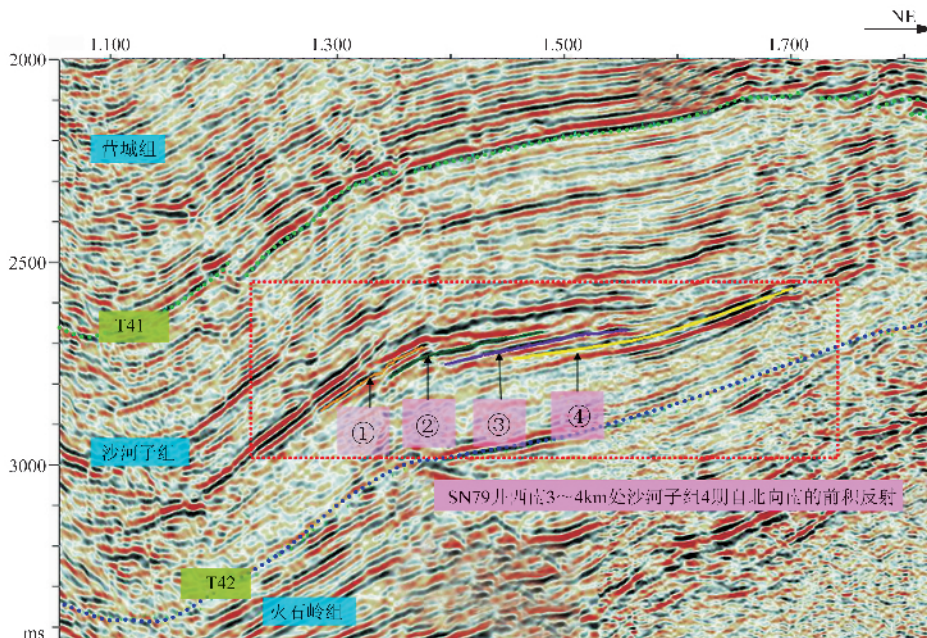 NE
1.100 1.300 1.500 1.700
2000
营城组
2500
T41
① ② ③ ④
沙河子组
3000
SN79井西南3～4km处沙河子组4期自北向南的前积反射
T42
火石岭组
ms